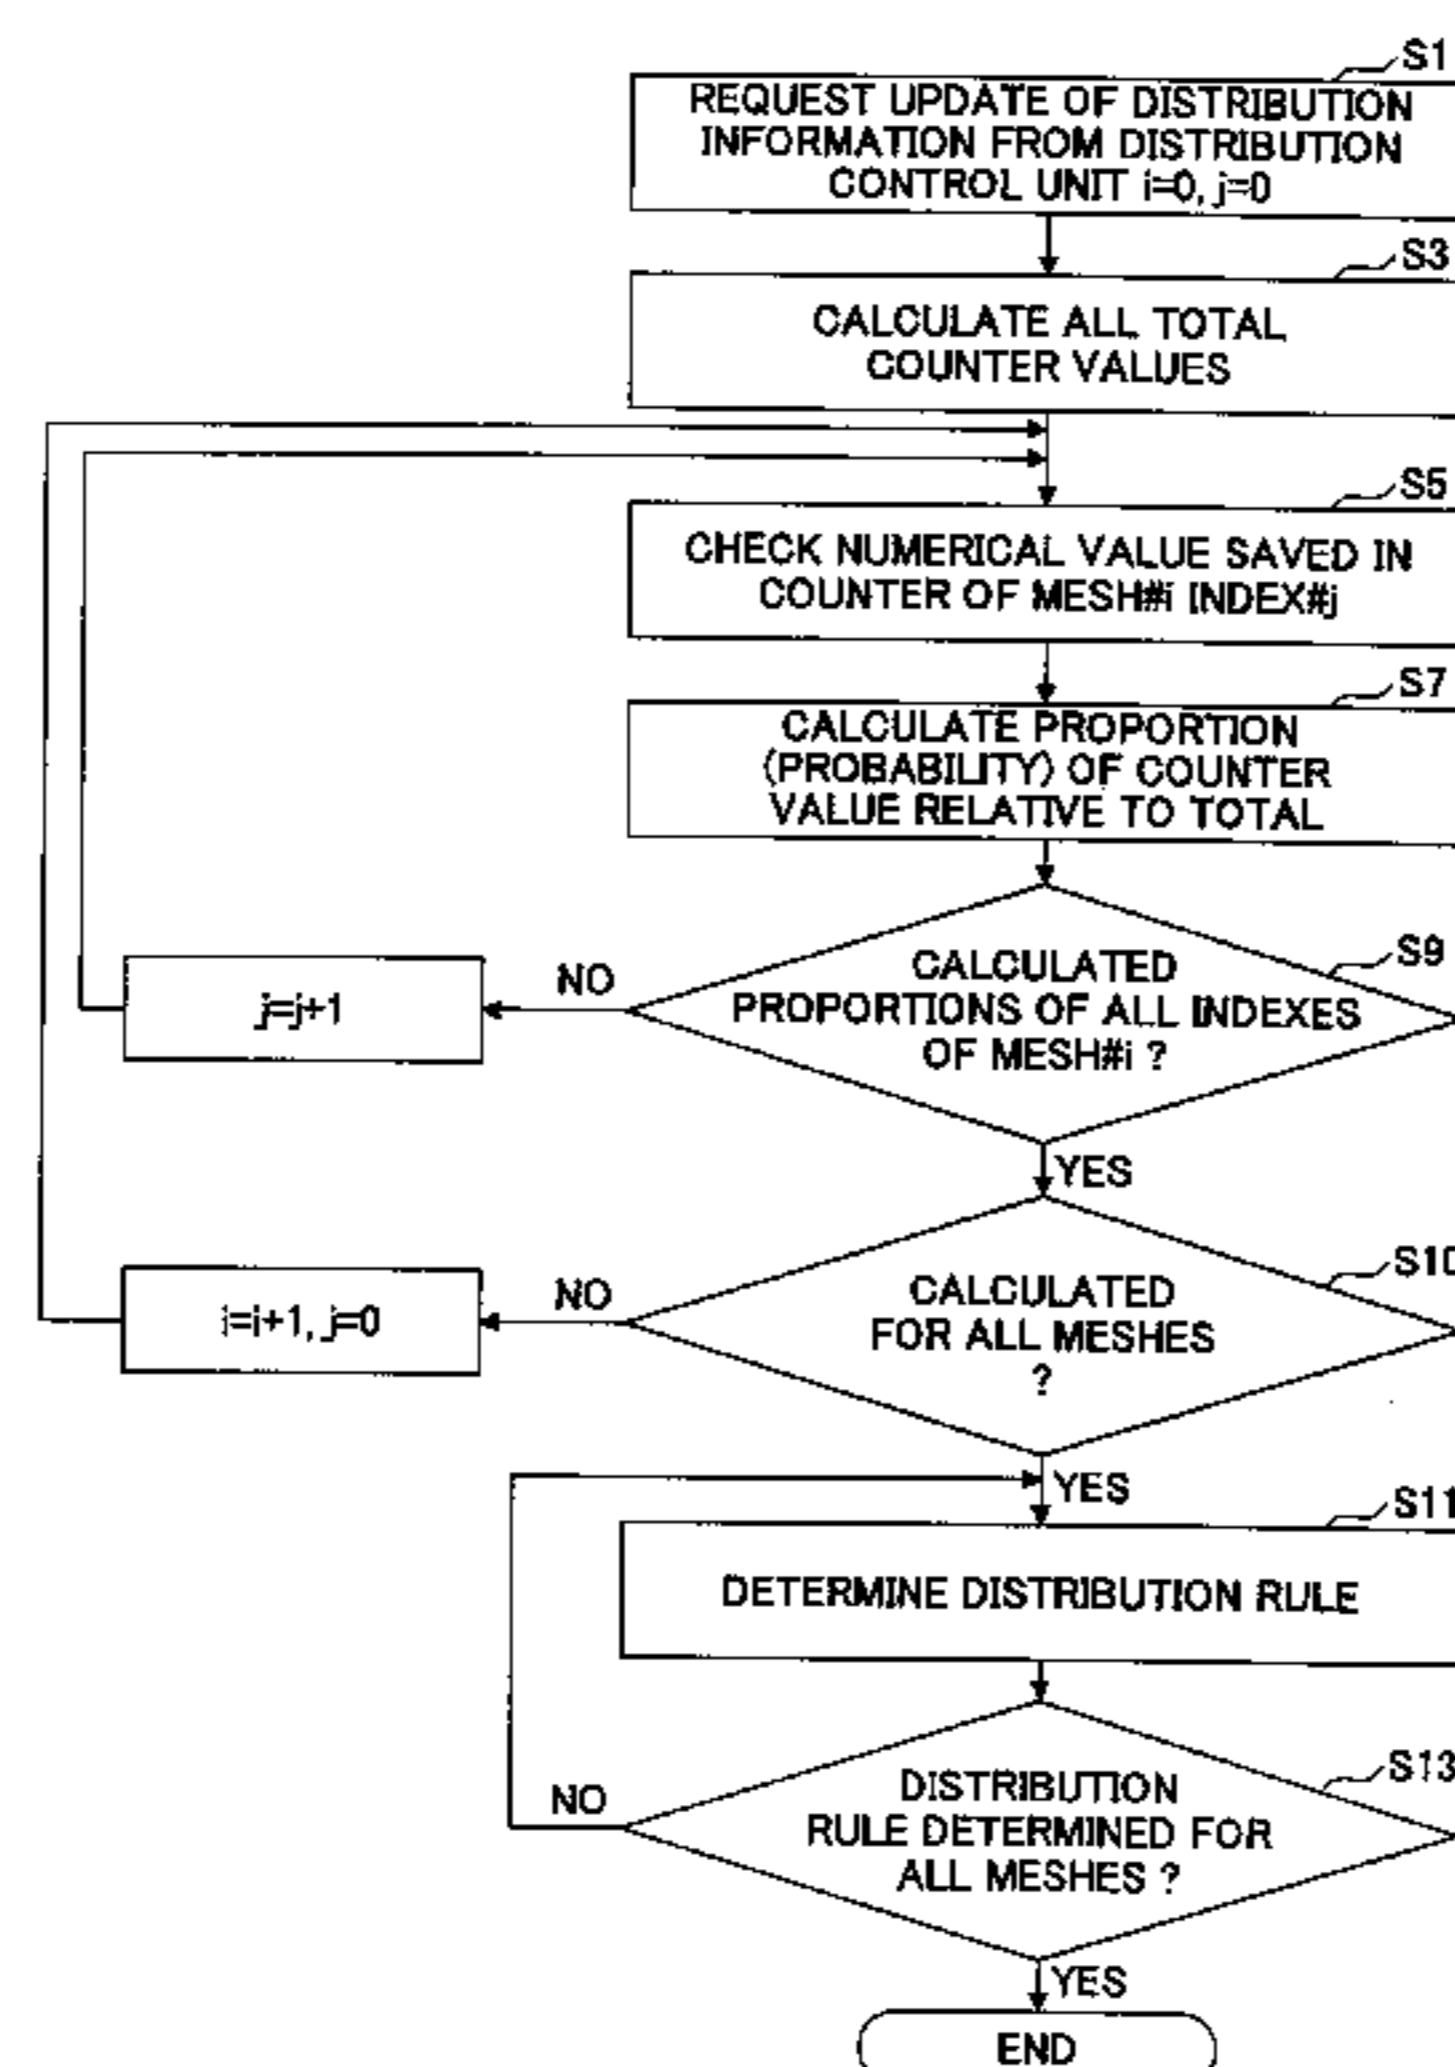 S1
REQUEST UPDATE OF DISTRIBUTION
INFORMATION FROM DISTRIBUTION
CONTROL UNIT i=0, j=0
S3
CALCULATE ALL TOTAL
COUNTER VALUES
S5
CHECK NUMERICAL VALUE SAVED IN
COUNTER OF MESH#i INDEX#j
S7
CALCULATE PROPORTION
(PROBABILITY) OF COUNTER
VALUE RELATIVE TO TOTAL
S9
CALCULATED
PROPORTIONS OF ALL INDEXES
OF MESH#i ?
NO
j=j+1
YES
S10
CALCULATED
FOR ALL MESHES
?
NO
i=i+1, j=0
YES
S11
DETERMINE DISTRIBUTION RULE
S13
DISTRIBUTION
RULE DETERMINED FOR
ALL MESHES ?
NO
YES
END